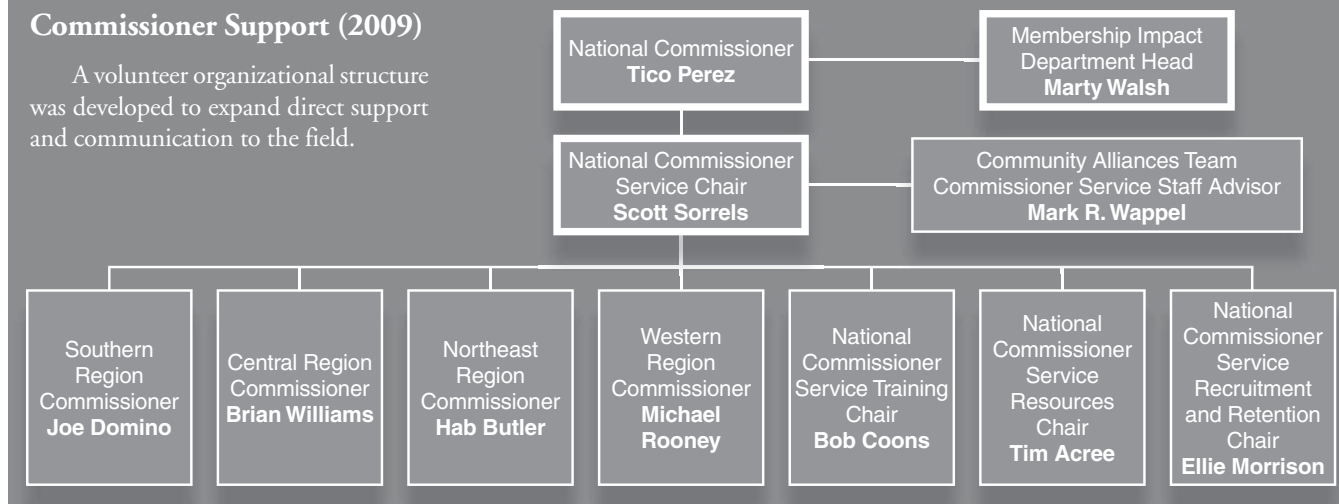 Commissioner Support (2009)
A volunteer organizational structure
was developed to expand direct support
and communication to the field.
National Commissioner
Tico Perez
Membership Impact
Department Head
Marty Walsh
National Commissioner
Service Chair
Scott Sorrels
Community Alliances Team
Commissioner Service Staff Advisor
Mark R. Wappel
Southern
Region
Commissioner
Joe Domino
Central Region
Commissioner
Brian Williams
Northeast
Region
Commissioner
Hab Butler
Western
Region
Commissioner
Michael
Rooney
National
Commissioner
Service Training
Chair
Bob Coons
National
Commissioner
Service
Resources
Chair
Tim Acree
National
Commissioner
Service
Recruitment
and Retention
Chair
Ellie Morrison